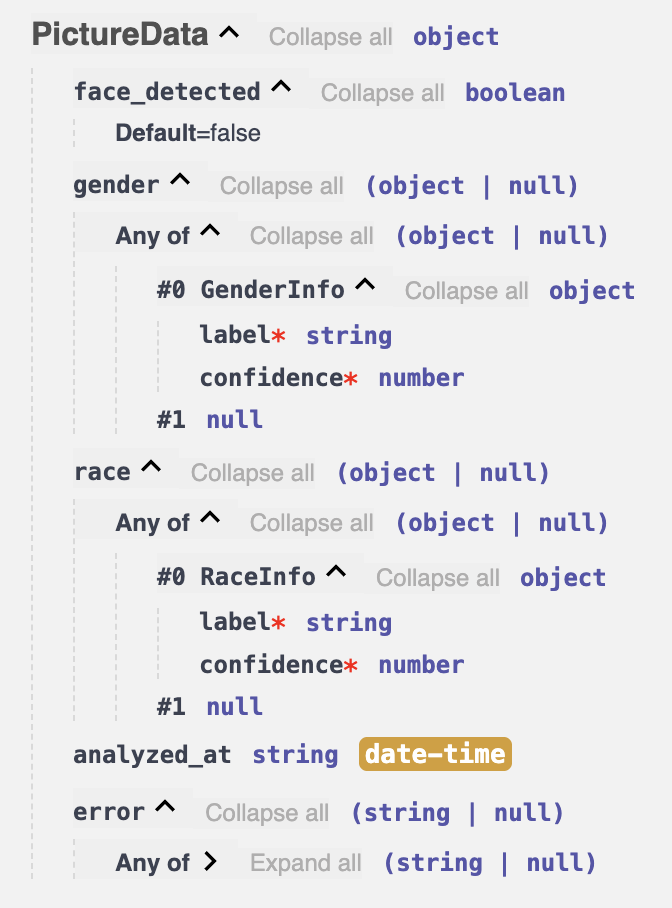 PictureData Collapse all object
face_detected Collapse all boolean
Default=false
gender Collapse all (object | null)
Any of Collapse all (object | null)
#0 GenderInfo Collapse all object
label* string
confidence* number
#1 null
race Collapse all (object | null)
Any of Collapse all (object | null)
#0 RaceInfo Collapse all object
label* string
confidence* number
#1 null
analyzed_at string date-time
error Collapse all (string | null)
Any of Expand all (string | null)